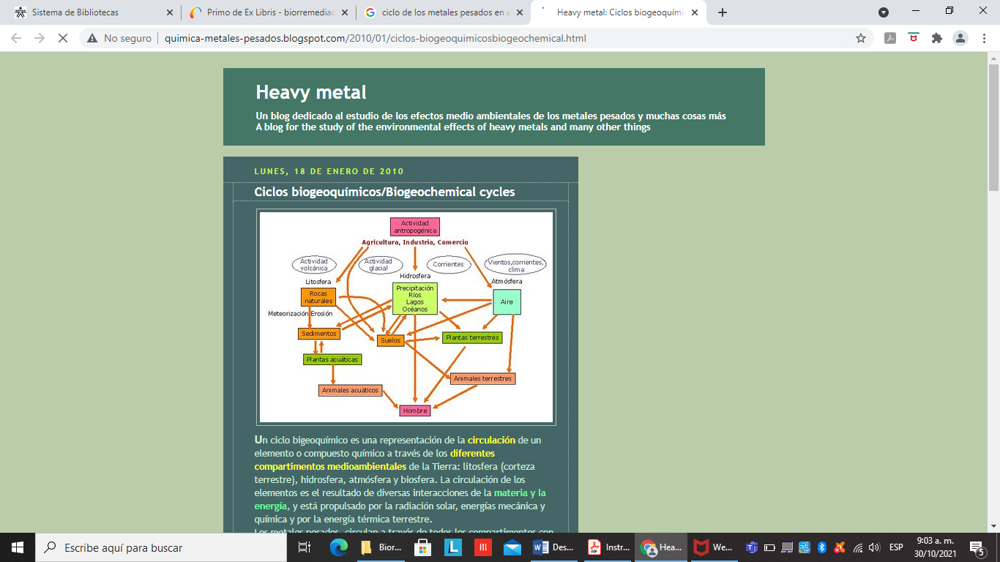 Sistema de Bibliotecas
Primo de Ex Libris - biorremediac
ciclo de los metales pesados en e
Heavy metal: Ciclos biogeoquími
No seguro
quimica-metales-pesados.blogspot.com/2010/01/ciclos-biogeoquimicosbiogeochemical.html
Heavy metal
Un blog dedicado al estudio de los efectos medio ambientales de los metales pesados y muchas cosas más
A blog for the study of the environmental effects of heavy metals and many other things
LUNES, 18 DE ENERO DE 2010
Ciclos biogeoquímicos/Biogeochemical cycles
Actividad
antropogénica
Agricultura, Industria, Comercio
Actividad
volcánica
Actividad
glacial
Corrientes
Vientos,corrientes,
clima
Litosfera
Hidrosfera
Atmósfera
Rocas
naturales
Precipitación
Ríos
Lagos
Océanos
Aire
Meteorización Erosión
Sedimentos
Suelos
Plantas terrestres
Plantas acuáticas
Animales terrestres
Animales acuáticos
Hombre
Un ciclo bigeoquímico es una representación de la circulación de un
elemento o compuesto químico a través de los diferentes
compartimentos medioambientales de la Tierra: litosfera (corteza
terrestre), hidrosfera, atmósfera y biosfera. La circulación de los
elementos es el resultado de diversas interacciones de la materia y la
energía, y está propulsado por la radiación solar, energías mecánica y
química y por la energía térmica terrestre.
Los metales pesados, circulan a través de todos los compartimentos con
Escribe aquí para buscar
Bior...
Des...
Instr...
Hea...
We...
ESP
9:03 a. m.
30/10/2021
5